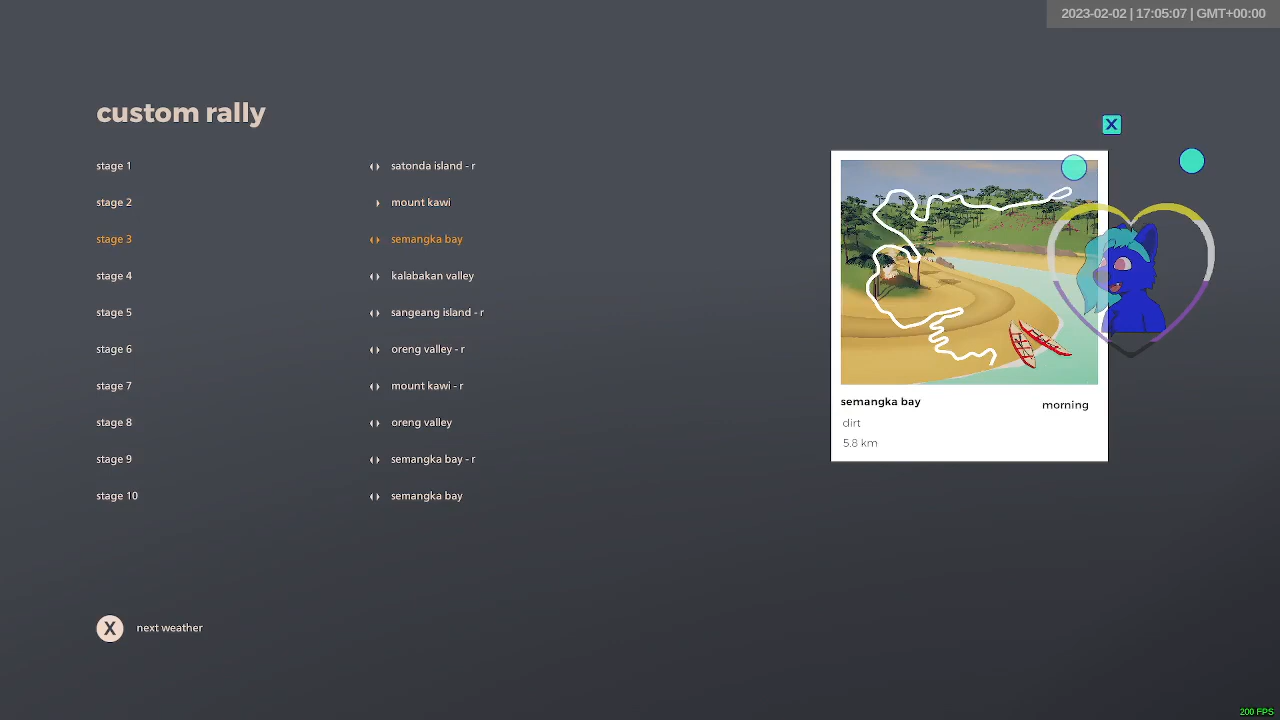 2023-02-02 | 17:05:07 | GMT+00:00
custom rally
X
stage 1 satonda island - r
stage 2 mount kawi
stage 3 semangka bay
stage 4 kalabakan valley
stage 5 sangeang island - r
stage 6 oreng valley - r
stage 7 mount kawi - r
stage 8 oreng valley
stage 9 semangka bay - r
stage 10 semangka bay
semangka bay morning
dirt
5.8 km
X next weather
200 FPS